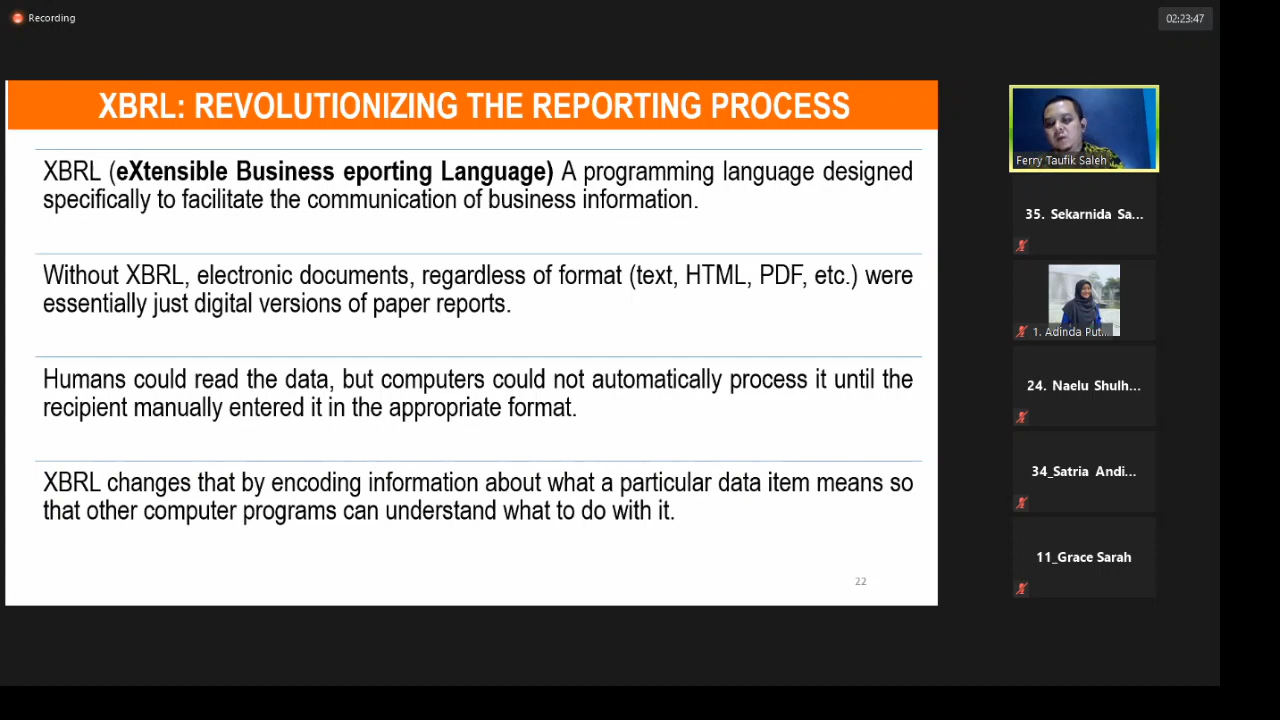 Recording
02:23:47
XBRL: REVOLUTIONIZING THE REPORTING PROCESS
XBRL (eXtensible Business eporting Language) A programming language designed
specifically to facilitate the communication of business information.
Without XBRL, electronic documents, regardless of format (text, HTML, PDF, etc.) were
essentially just digital versions of paper reports.
Humans could read the data, but computers could not automatically process it until the
recipient manually entered it in the appropriate format.
XBRL changes that by encoding information about what a particular data item means so
that other computer programs can understand what to do with it.
22
Ferry Taufik Saleh
35. Sekarnida Sa...
1. Adinda Put...
24. Naelu Shulh...
34_Satria Andi...
11_Grace Sarah